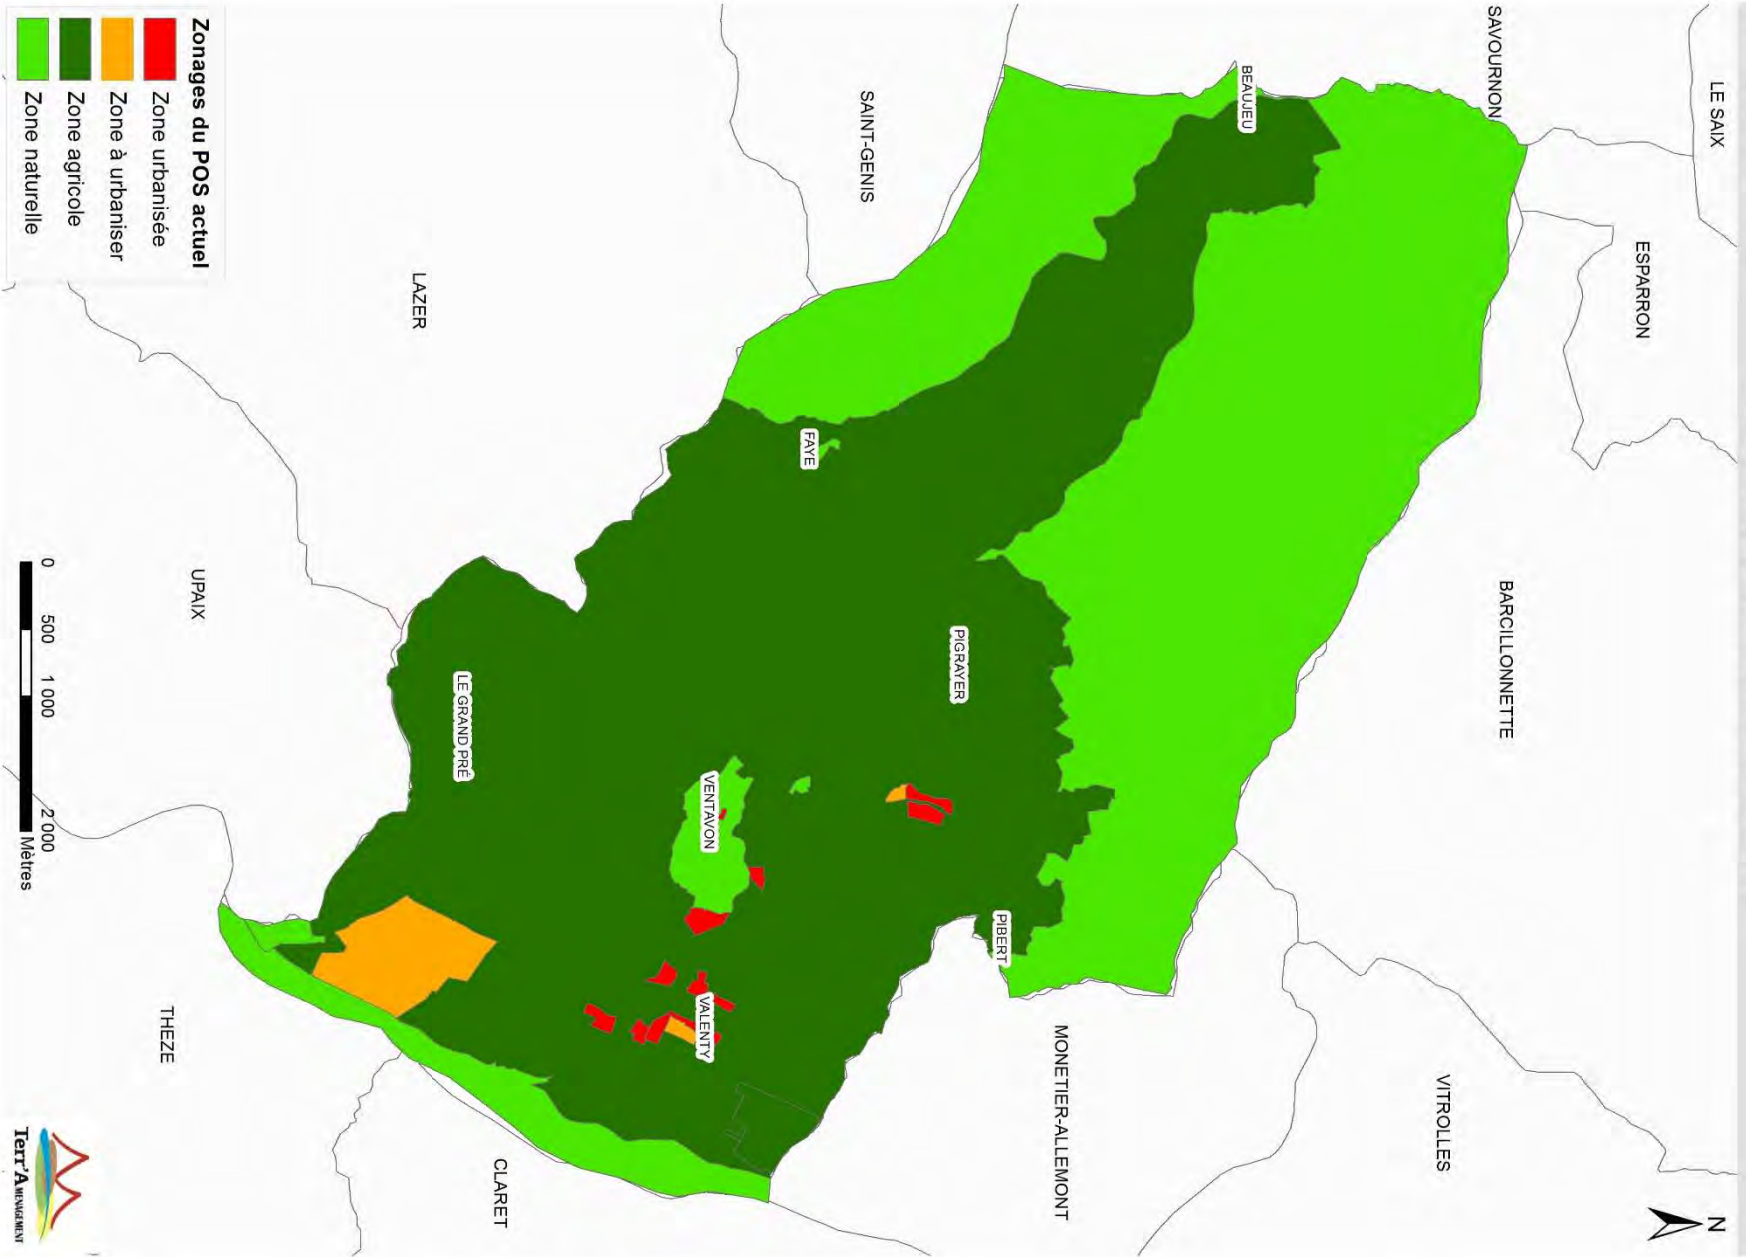 LE SAIX
SAVOURNON
ESPARRON
BEAUJEU
SAINT-GENIS
BARCILLONNETTE
PIGRAYER
FAYE
LAZER
VITROLLES
PIBERT
MONETIER-ALLEMONT
VENTAVON
VALENTY
LE GRAND PRÉ
UPAIX
CLARET
THEZE
N
Zonages du POS actuel
Zone urbanisée
Zone à urbaniser
Zone agricole
Zone naturelle
0 500 1 000 2 000
Mètres
Terr'Aménagement